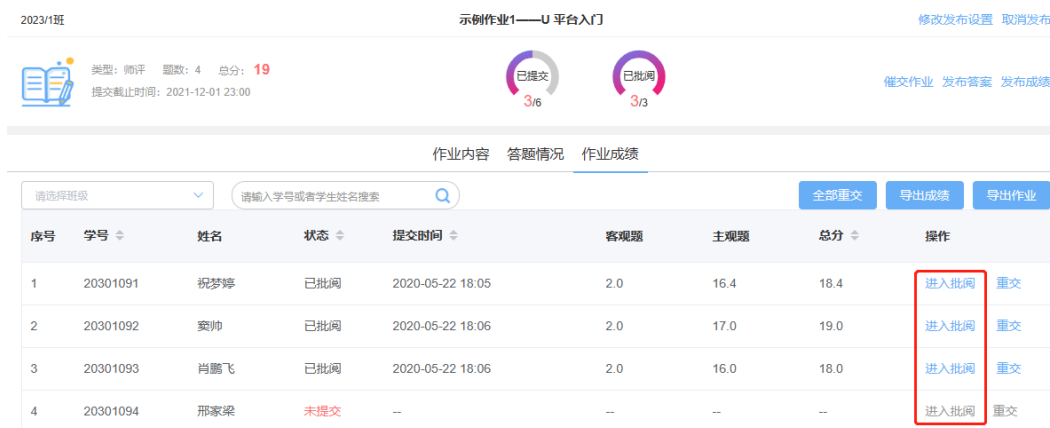 2023/1班 示例作业1——U 平台入门 修改发布设置 取消发布
类型: 师评 题数: 4 总分: 19
提交截止时间: 2021-12-01 23:00
已提交 3/6 已批阅 3/3
催交作业 发布答案 发布成绩
作业内容 答题情况 作业成绩
请选择班级 请输入学号或者学生姓名搜索 全部重交 导出成绩 导出作业
序号 学号 姓名 状态 提交时间 客观题 主观题 总分 操作
1 20301091 祝梦婷 已批阅 2020-05-22 18:05 2.0 16.4 18.4 进入批阅 重交
2 20301092 窦帅 已批阅 2020-05-22 18:06 2.0 17.0 19.0 进入批阅 重交
3 20301093 肖鹏飞 已批阅 2020-05-22 18:06 2.0 16.0 18.0 进入批阅 重交
4 20301094 邢家梁 未提交 -- -- -- -- 进入批阅 重交